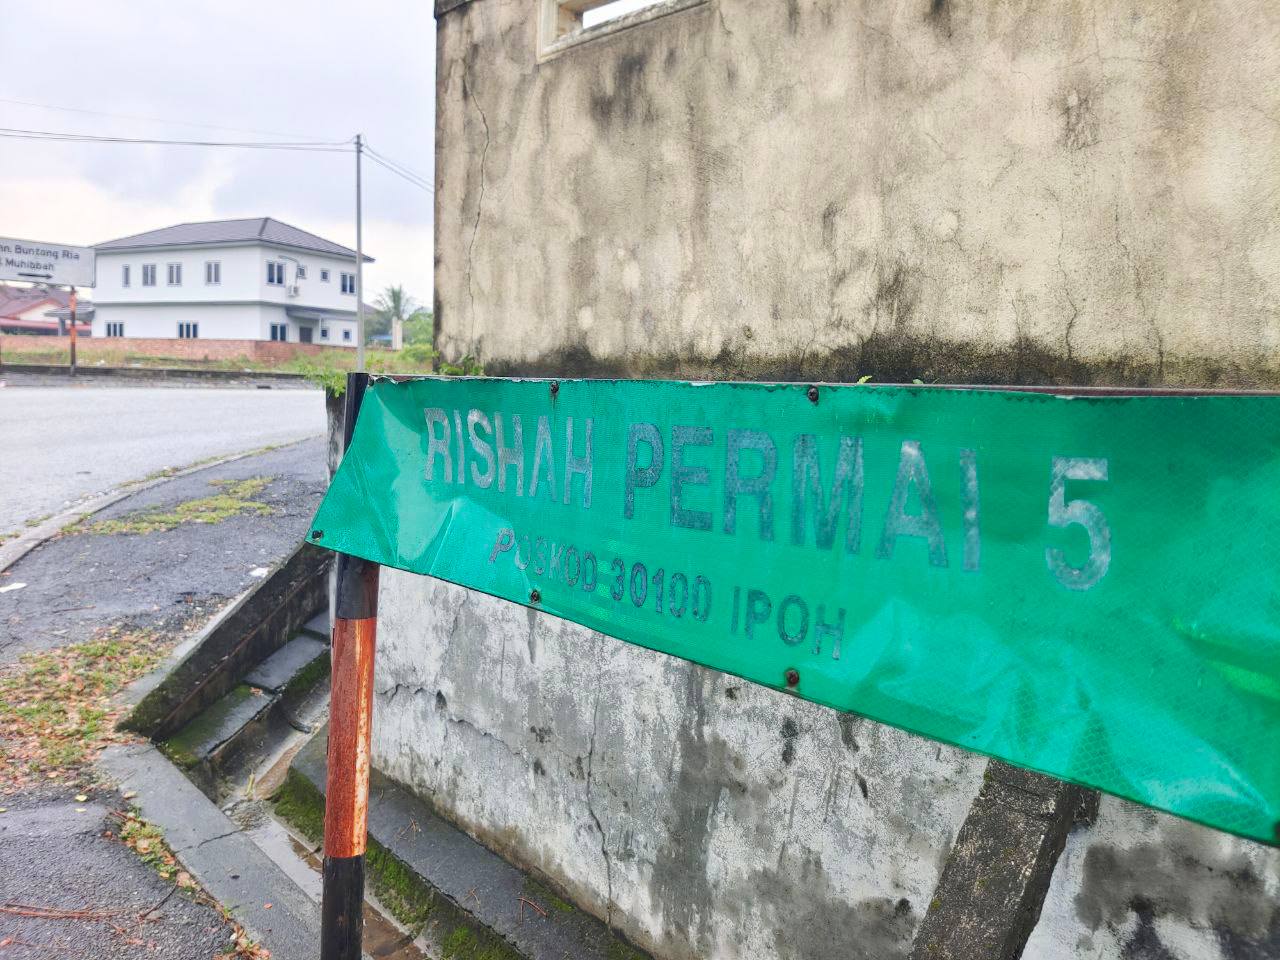 Buntong Ria
Muhibbah
RISHAH PERMAI 5
POSKOD 30100 IPOH